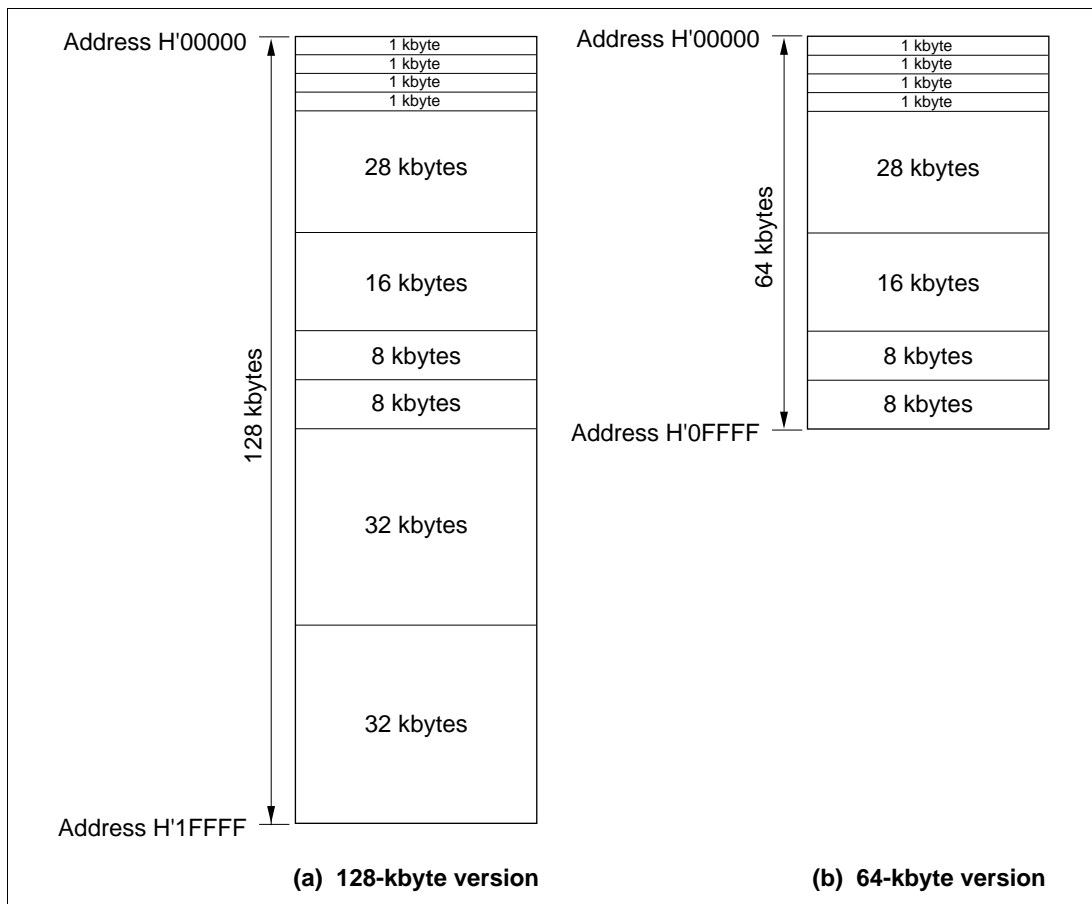 Address H'00000
128 kbytes
1 kbyte
1 kbyte
1 kbyte
1 kbyte
28 kbytes
16 kbytes
8 kbytes
8 kbytes
32 kbytes
32 kbytes
Address H'1FFFF
(a) 128-kbyte version
Address H'00000
64 kbytes
1 kbyte
1 kbyte
1 kbyte
1 kbyte
28 kbytes
16 kbytes
8 kbytes
8 kbytes
Address H'0FFFF
(b) 64-kbyte version